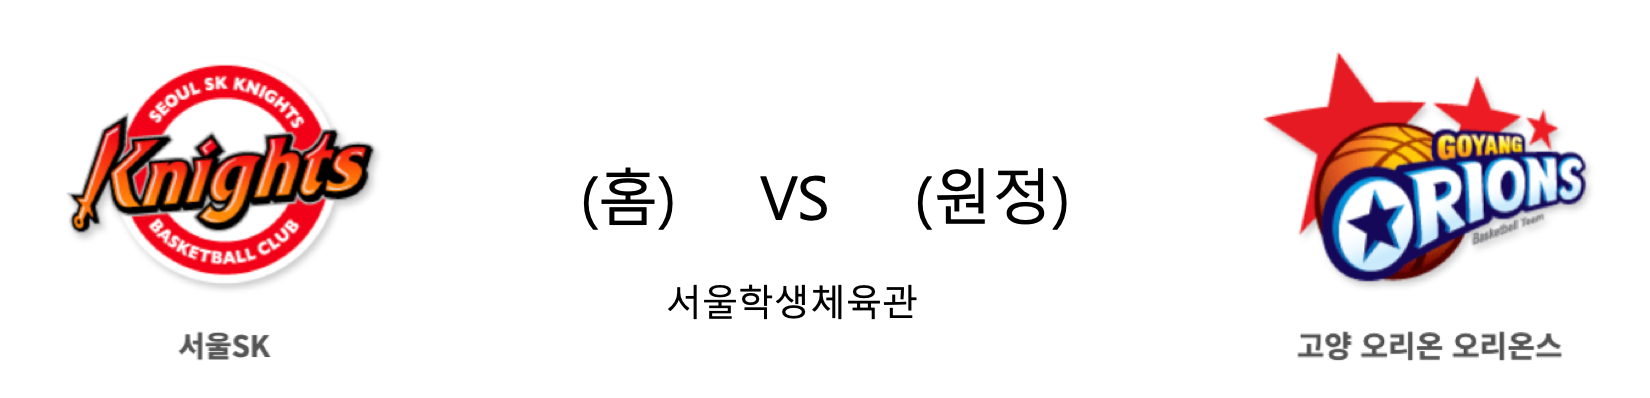 SEOUL SK KNIGHTS
Knights
BASKETBALL CLUB
서울SK
(홈) VS (원정)
서울학생체육관
GOYANG
ORIONS
Basketball Team
고양 오리온 오리온스